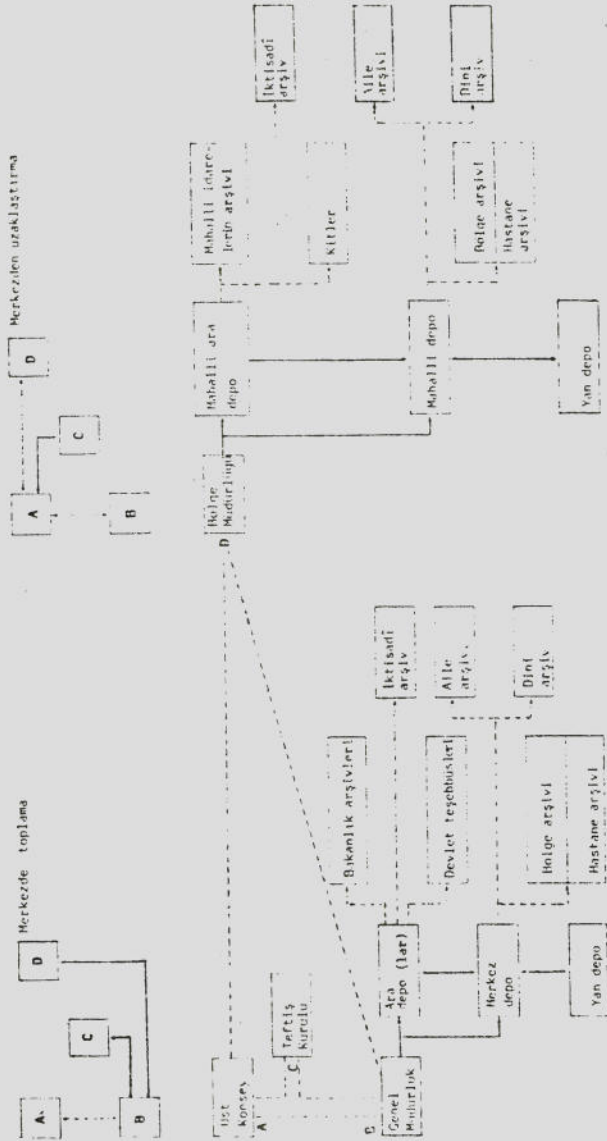 Merkezde toplama
A
B
C
D
Merkezden uzaklaştırma
A
B
C
D
Üst
Konsey
A
Teftiş
Kurulu
C
B
Genel
Müdürlük
Ara
depo (lar)
Merkez
depo
Yan depo
Bakanlık arşivleri
Devlet teşebbüsleri
Bölge arşivi
Hastane arşivi
İktisadi
arşiv
Aile
arşivi
Dini
arşiv
Bölge
Müdürlüğü
D
Mahalli ara
depo
Mahalli depo
Yan depo
Mahalli idare-
lerin arşivi
Kitler
Bölge arşivi
Hastane
arşivi
İktisadi
arşiv
Aile
arşivi
Dini
arşiv